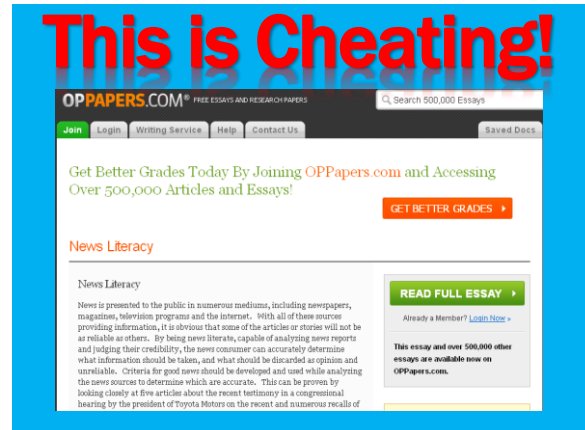 This is Cheating!
OPPAPERS.COM® FREE ESSAYS AND RESEARCH PAPERS
Search 500,000 Essays
Join Login Writing Service Help Contact Us Saved Docs
Get Better Grades Today By Joining OPPapers.com and Accessing
Over 500,000 Articles and Essays!
GET BETTER GRADES
News Literacy
News Literacy
News is presented to the public in numerous mediums, including newspapers,
magazines, television programs and the internet. With all of these sources
providing information, it is obvious that some of the articles or stories will not be
as reliable as others. By being news literate, capable of analyzing news reports
and judging their credibility, the news consumer can accurately determine
what information should be taken, and what should be discarded as opinion and
unreliable. Criteria for good news should be developed and used while analyzing
the news sources to determine which are accurate. This can be proven by
looking closely at five articles about the recent testimony in a congressional
hearing by the president of Toyota Motors on the recent and numerous recalls of
READ FULL ESSAY
Already a Member? Login Now »
This essay and over 500,000 other
essays are available now on
OPPapers.com.